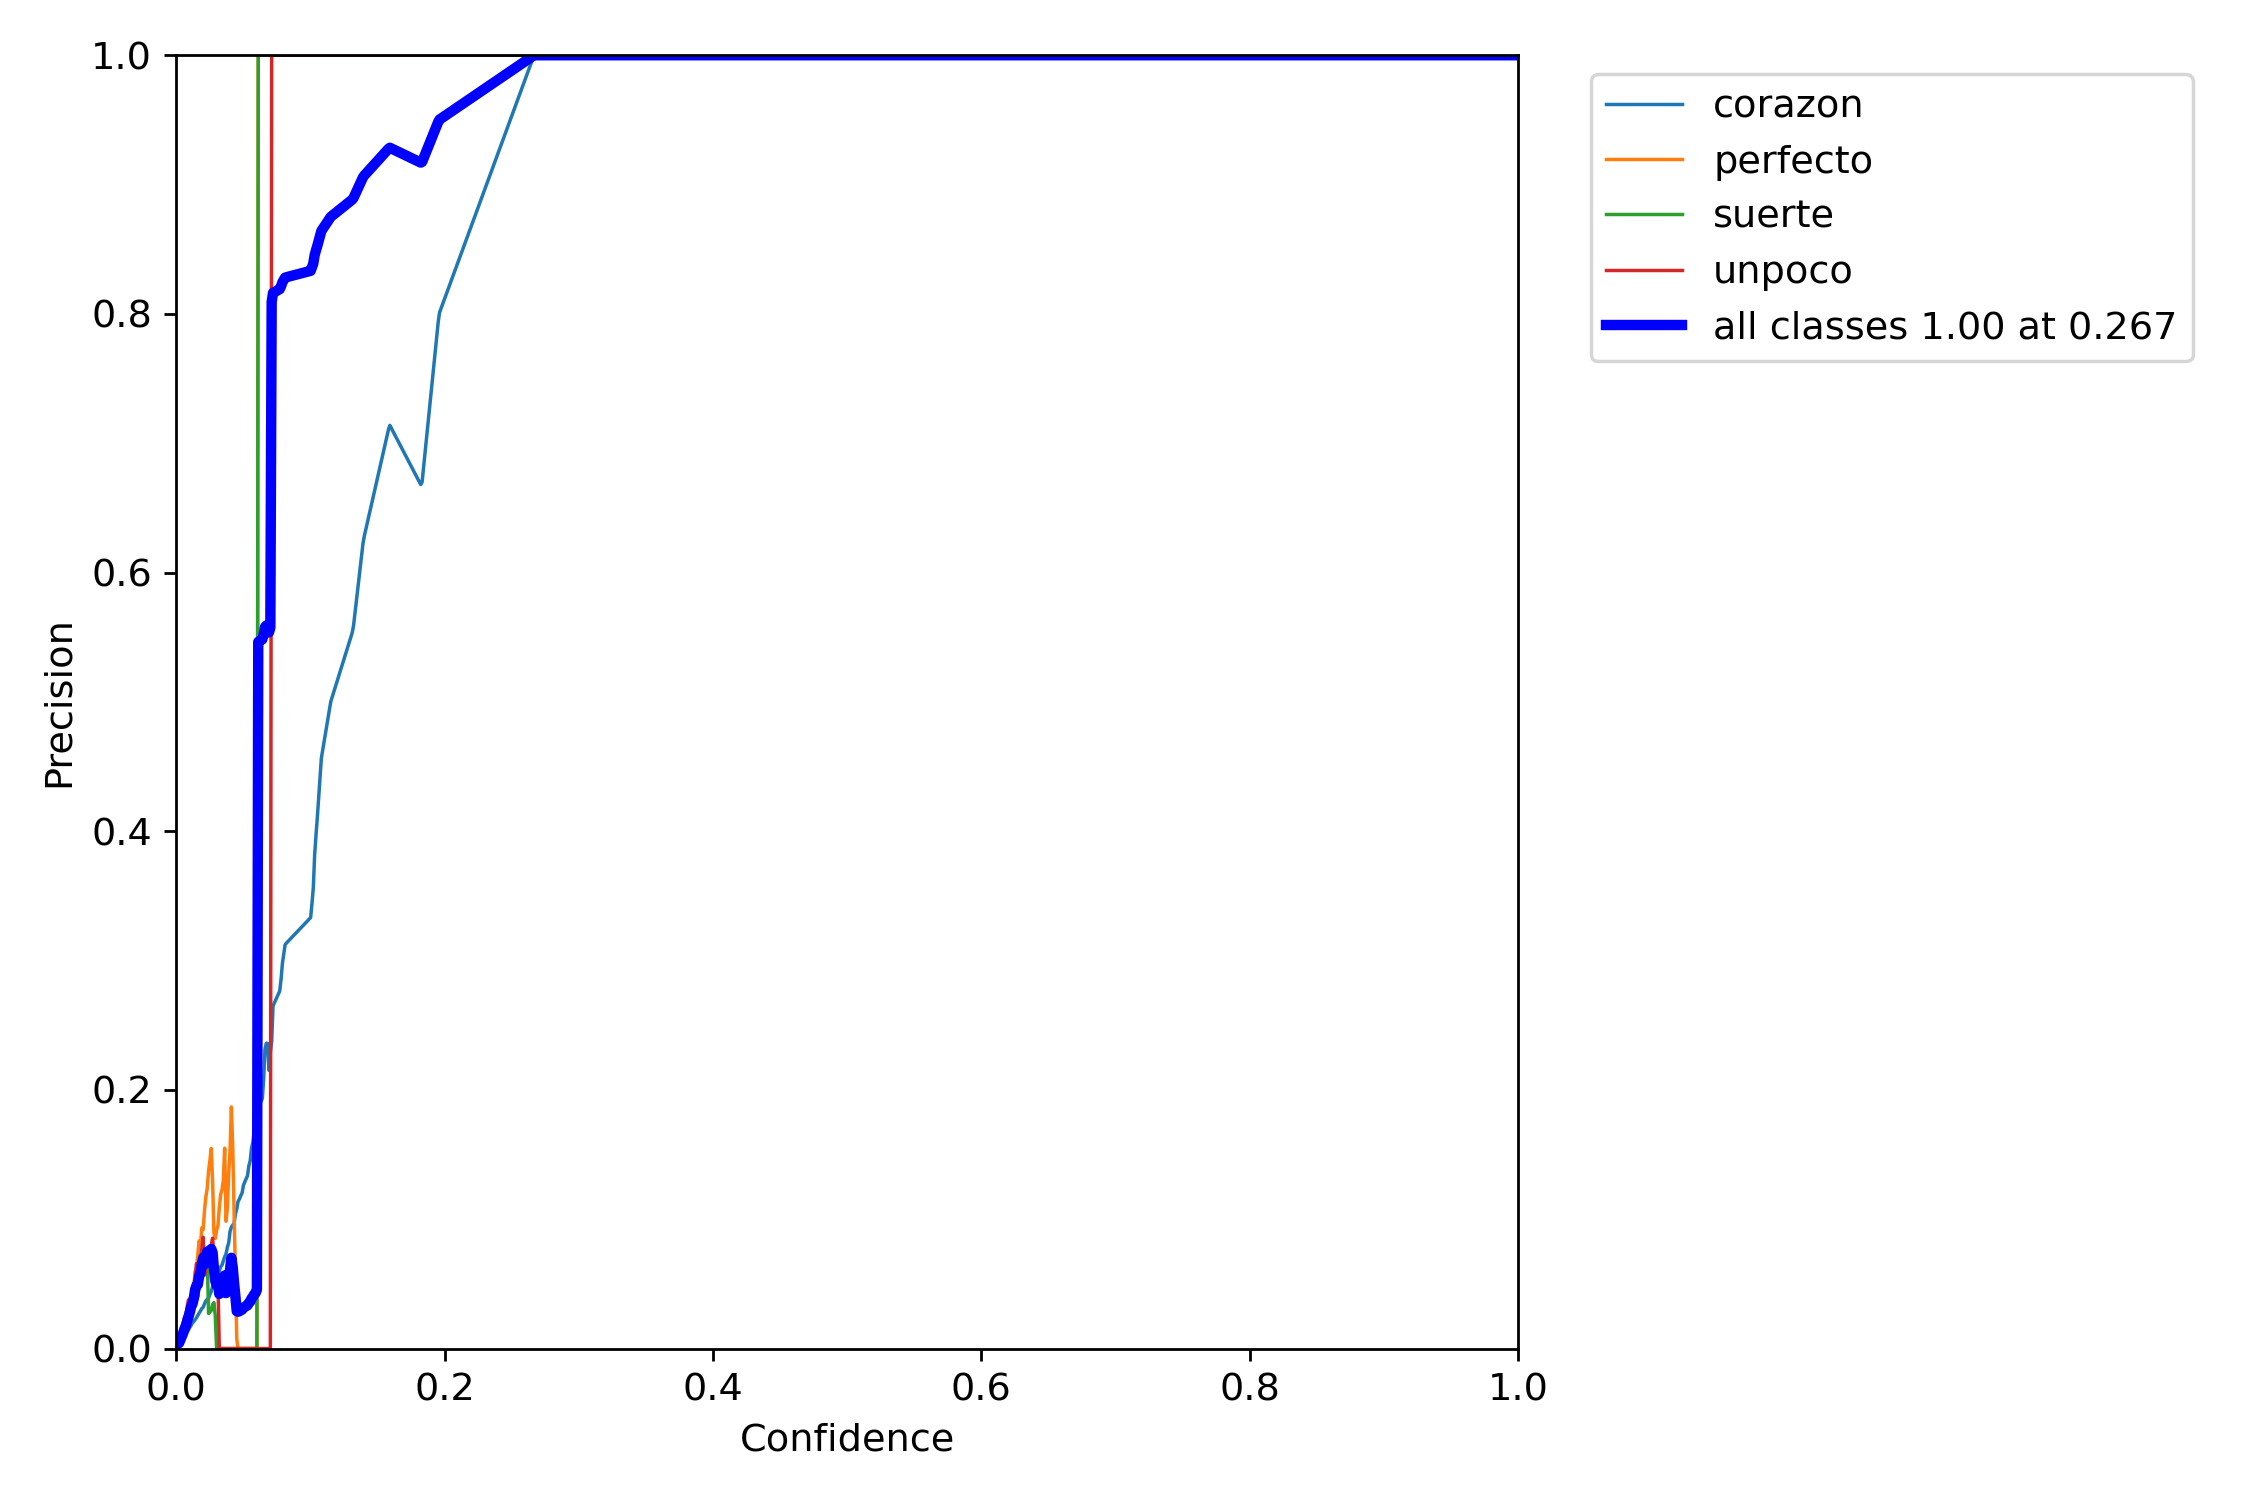 1.0
0.8
0.6
0.4
0.2
0.0
Precision
0.0 0.2 0.4 0.6 0.8 1.0
Confidence
corazon
perfecto
suerte
unpoco
all classes 1.00 at 0.267